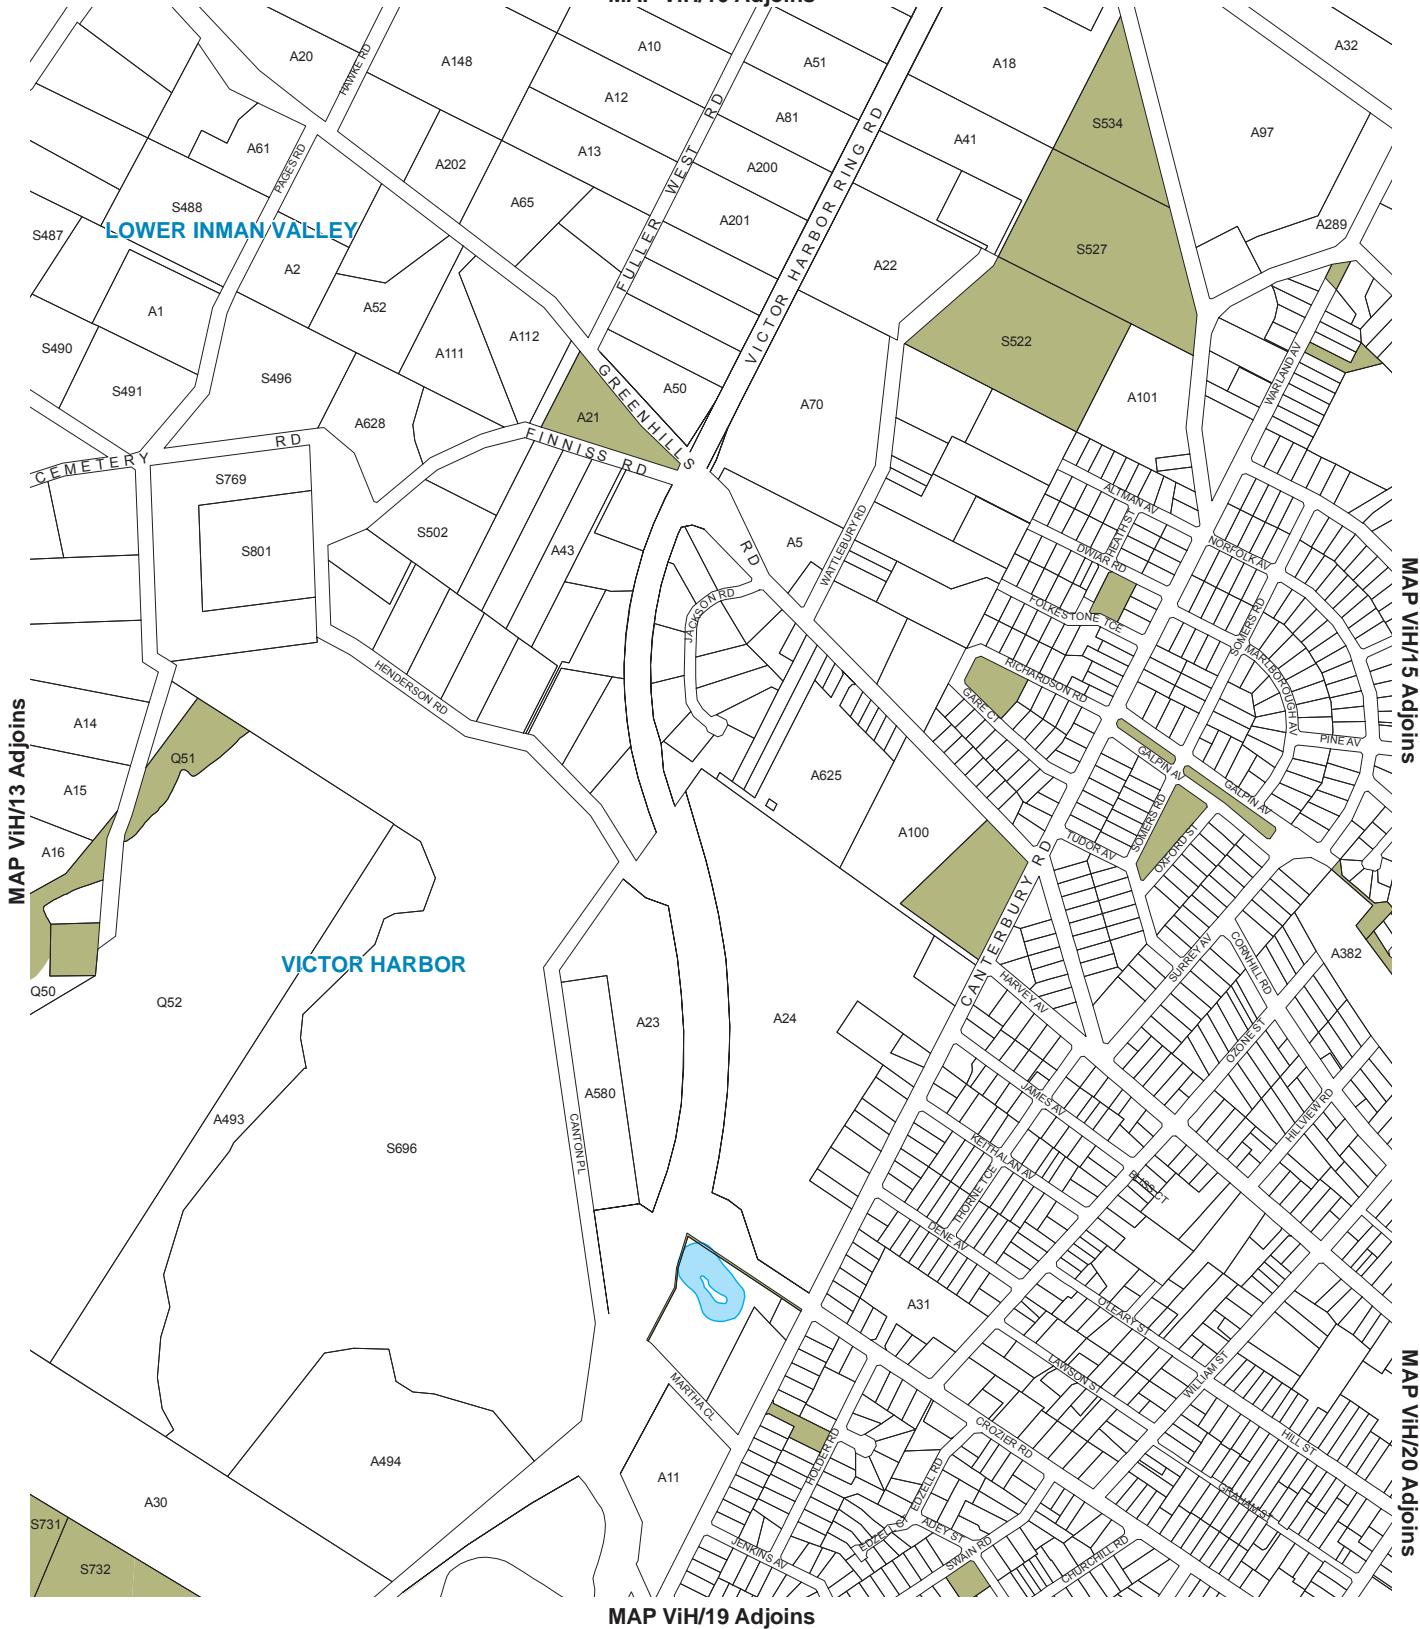 MAP ViH/13 Adjoins
MAP ViH/15 Adjoins
MAP ViH/20 Adjoins
A20
HAWKE RD
A148
A10
A51
A18
A32
A12
A81
S534
A97
A61
PAGES RD
A202
A13
FULLER WEST RD
A200
VICTOR HARBOR RING RD
A41
S488
A65
A201
S487
LOWER INMAN VALLEY
A289
S527
A2
A22
A1
A52
A112
S490
A111
S522
S491
S496
GREENHILLS RD
A50
WARLAND AV
A101
A70
A628
A21
FINNISS RD
CEMETERY RD
S769
ALTMAN AV
S801
S502
A43
A5
WATTLEBURY RD
HEATH ST
DWIAR RD
NORFOLK AV
JACKSON RD
FOLKESTONE TCE
SOMERS RD
HENDERSON RD
RICHARDSON RD
MARLBOROUGH AV
GARE CT
A14
Q51
PINE AV
GALPIN AV
GALPIN AV
A15
A625
A100
SOMERS RD
OXFORD ST
TUDOR AV
A16
CANTERBURY RD
VICTOR HARBOR
SURREY AV
CORNHILL RD
A382
Q50
Q52
HARVEY AV
A23
A24
OZONE ST
A580
JAMES AV
HILLVIEW RD
A493
CANTON PL
S696
KEITHALAN AV
THORNE TCE
BLISS CT
DENE AV
A31
O'LEARY ST
LAWSON ST
WILLIAM ST
MARTHA CL
HOLDER RD
CROZIER RD
HILL ST
A494
A11
EDZELL RD
GRAHAM ST
A30
S731
EDZELL CT
ADEY ST
SWAIN RD
JENKINS AV
CHURCHILL RD
S732
MAP ViH/19 Adjoins